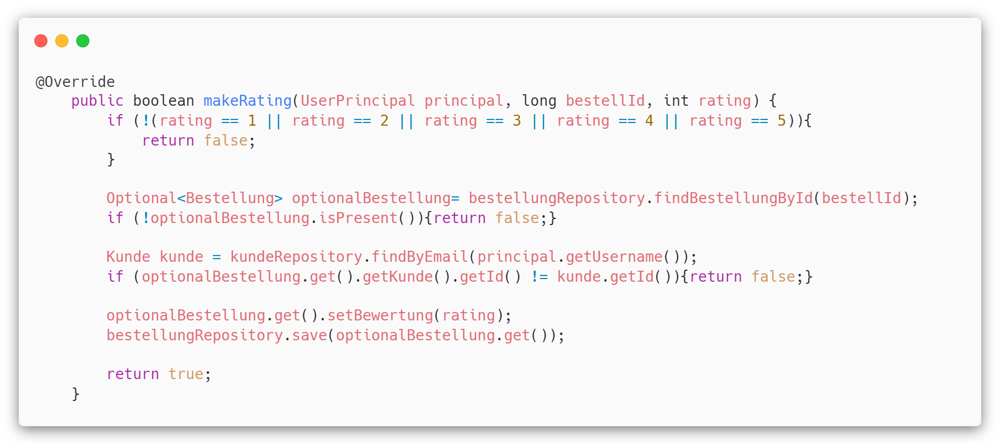 @Override
    public boolean makeRating(UserPrincipal principal, long bestellId, int rating) {
        if (!(rating == 1 || rating == 2 || rating == 3 || rating == 4 || rating == 5)){
            return false;
        }

        Optional<Bestellung> optionalBestellung= bestellungRepository.findBestellungById(bestellId);
        if (!optionalBestellung.isPresent()){return false;}

        Kunde kunde = kundeRepository.findByEmail(principal.getUsername());
        if (optionalBestellung.get().getKunde().getId() != kunde.getId()){return false;}

        optionalBestellung.get().setBewertung(rating);
        bestellungRepository.save(optionalBestellung.get());

        return true;
    }